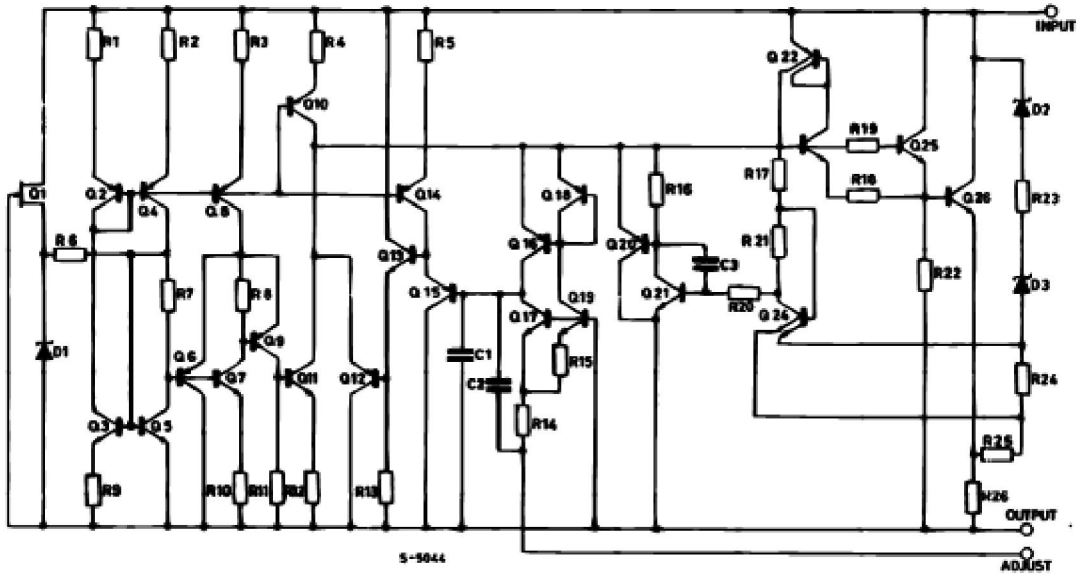 INPUT
R1
R2
R3
R4
R5
Q22
Q10
D2
R19
Q25
R17
Q1
Q2
Q4
Q8
Q14
Q18
R16
R18
Q26
R23
R6
Q13
Q16
Q20
R21
C3
R7
R8
Q15
Q21
R20
R22
D3
Q19
Q17
Q24
D1
Q6
Q9
C1
R15
Q7
Q11
Q12
C2
R24
Q3
Q5
R14
R25
R9
R10
R11
R12
R13
R26
OUTPUT
S-5044
ADJUST